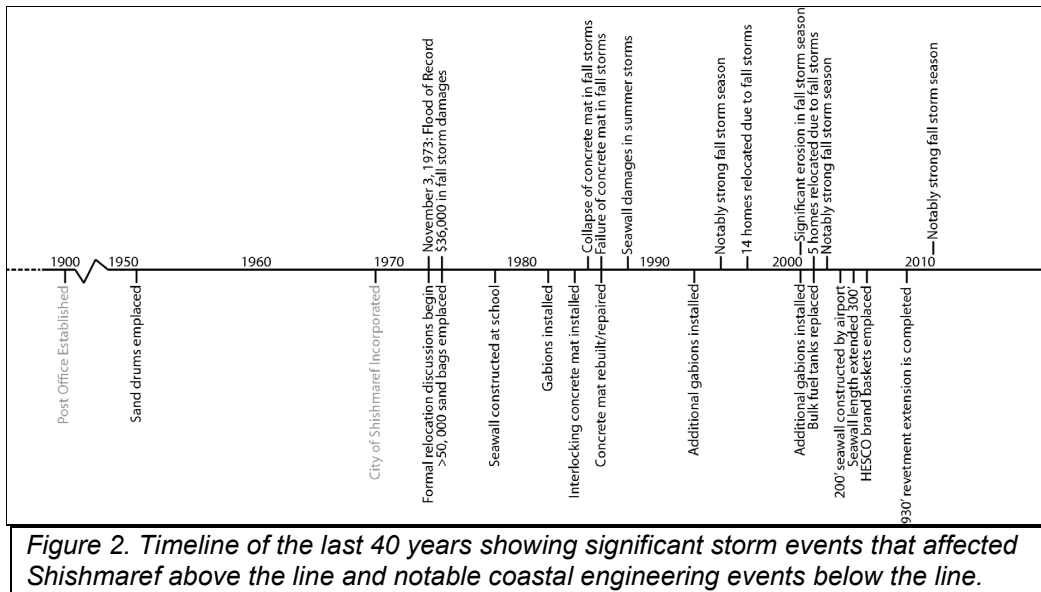 November 3, 1973: Flood of Record
$36,000 in fall storm damages
Collapse of concrete mat in fall storms
Failure of concrete mat in fall storms
Seawall damages in summer storms
Notably strong fall storm season
14 homes relocated due to fall storms
Significant erosion in fall storm season
5 homes relocated due to fall storms
Notably strong fall storm season
Notably strong fall storm season
1900 1950 1960 1970 1980 1990 2000 2010
Post Office Established
Sand drums emplaced
City of Shishmaref Incorporated
Formal relocation discussions begin
>50, 000 sand bags emplaced
Seawall constructed at school
Gabions installed
Interlocking concrete mat installed
Concrete mat rebuilt/repaired
Additional gabions installed
Additional gabions installed
Bulk fuel tanks replaced
200' seawall constructed by airport
Seawall length extended 300'
HESCO brand baskets emplaced
930' revetment extension is completed
Figure 2. Timeline of the last 40 years showing significant storm events that affected
Shishmaref above the line and notable coastal engineering events below the line.